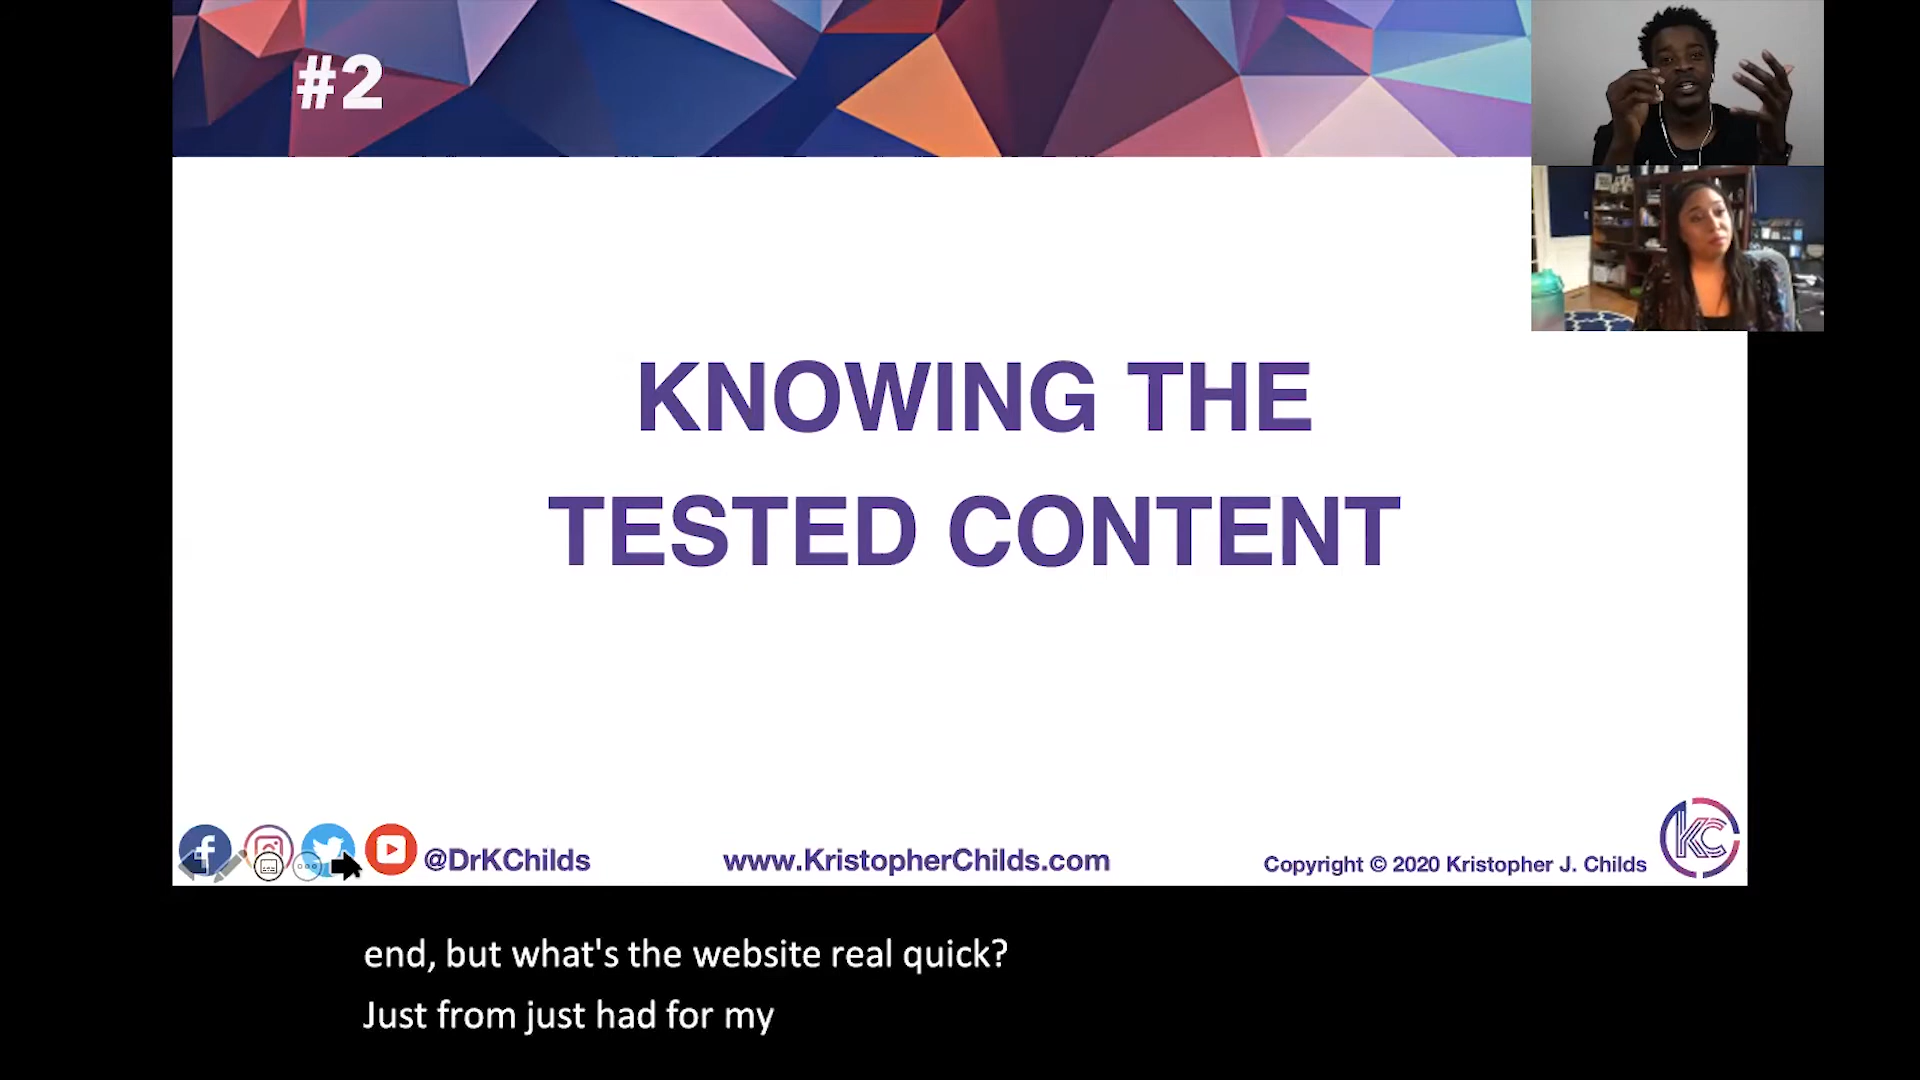 #2
KNOWING THE
TESTED CONTENT
@DrKChilds
www.KristopherChilds.com
Copyright © 2020 Kristopher J. Childs
KC
end, but what's the website real quick?
Just from just had for my